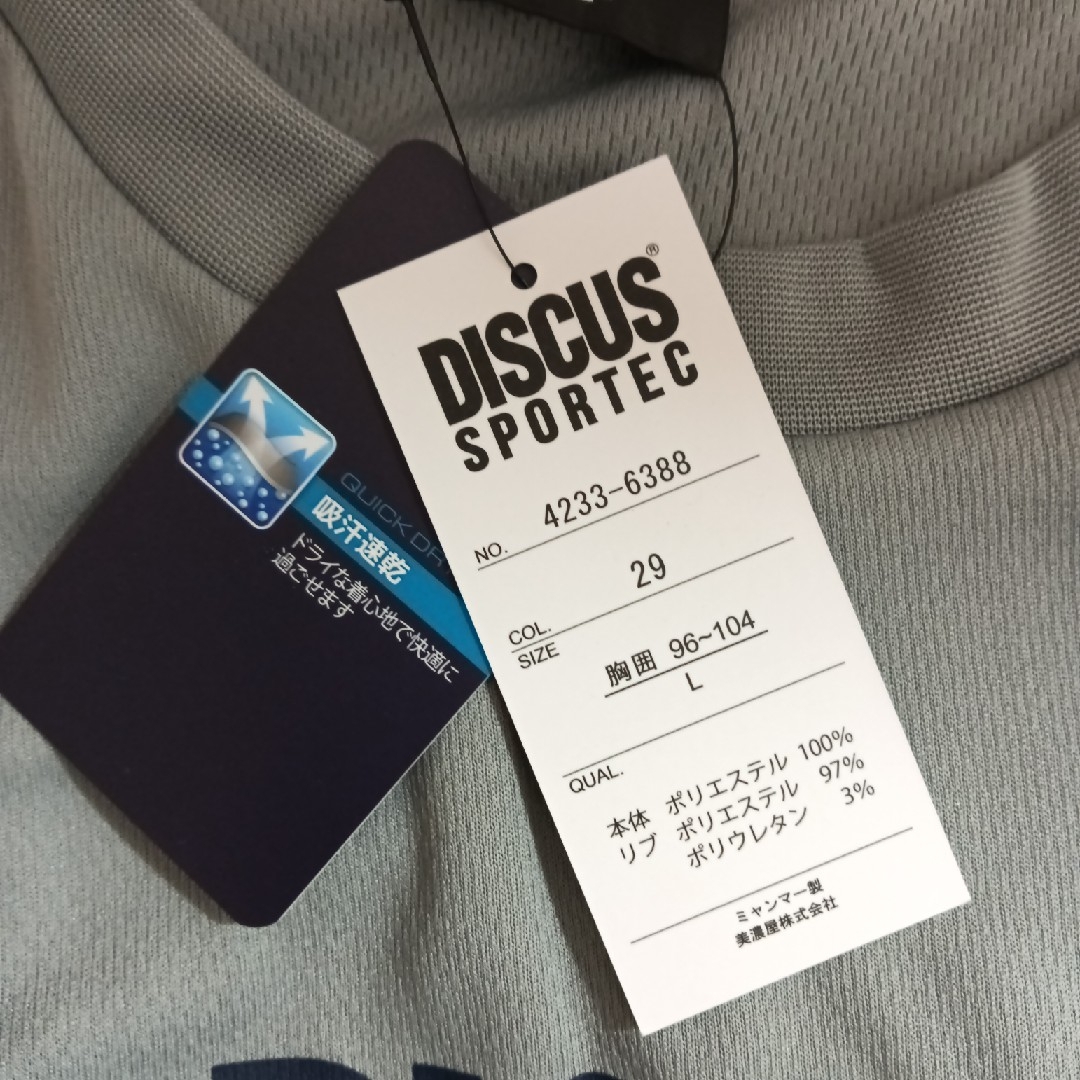 DISCUS®
SPORTEC
NO. 4233-6388
COL. 29
SIZE 胸囲 96~104
L
QUAL.
本体 ポリエステル 100%
リブ ポリエステル 97%
ポリウレタン 3%
ミャンマー製
美濃屋株式会社
QUICK DR
吸汗速乾
ドライな着心地で快適に
過ごせます